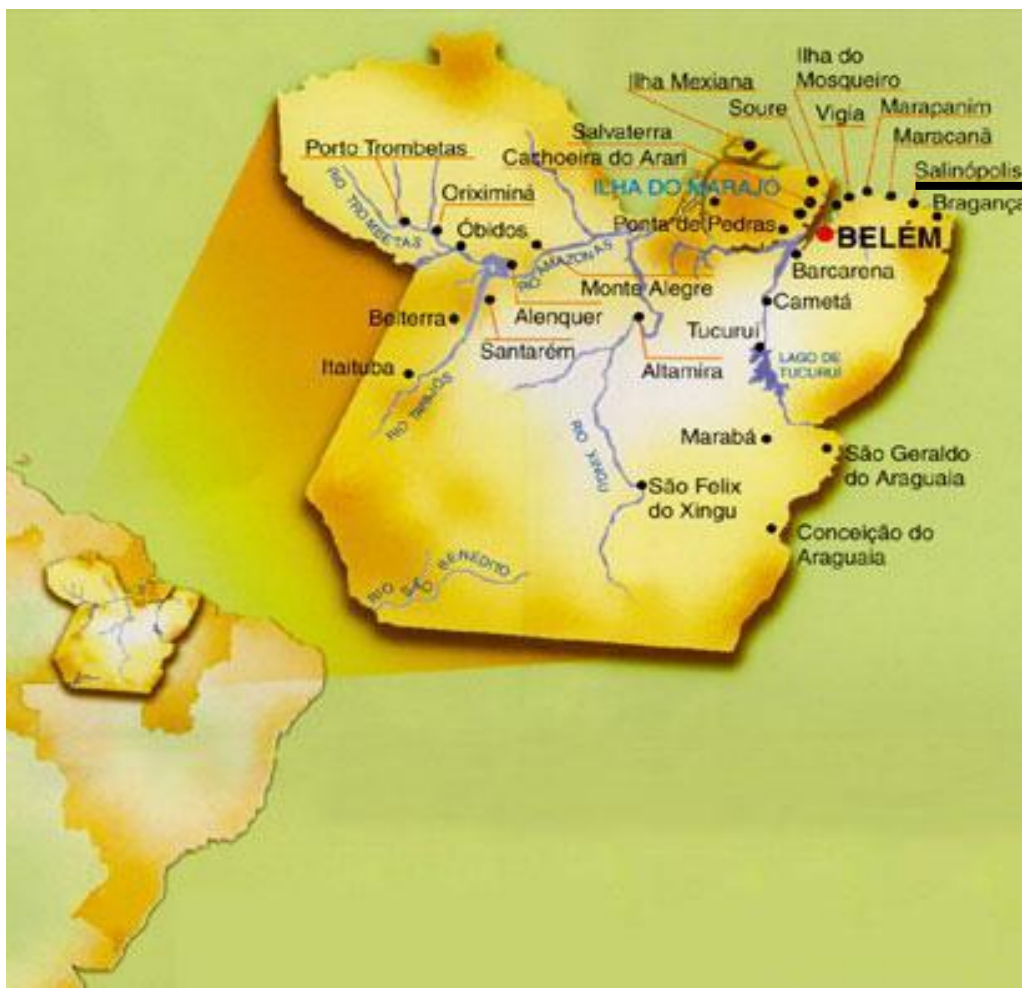 Ilha do
Mosqueiro
Ilha Mexiana
Soure
Vigia
Marapanim
Salvaterra
Maracanã
Cachoeira do Arari
Salinópolis
Porto Trombetas
ILHA DO MARAJÓ
Bragança
Oriximiná
RIO TROMBETAS
Óbidos
Ponta de Pedras
BELÉM
RIO AMAZONAS
Barcarena
Monte Alegre
Cametá
Belterra
Alenquer
Tucuruí
Santarém
Itaituba
Altamira
LAGO DE
TUCURUÍ
RIO TAPAJÓS
RIO XINGU
Marabá
São Geraldo
do Araguaia
São Felix
do Xingu
Conceição do
Araguaia
RIO SÃO BENEDITO